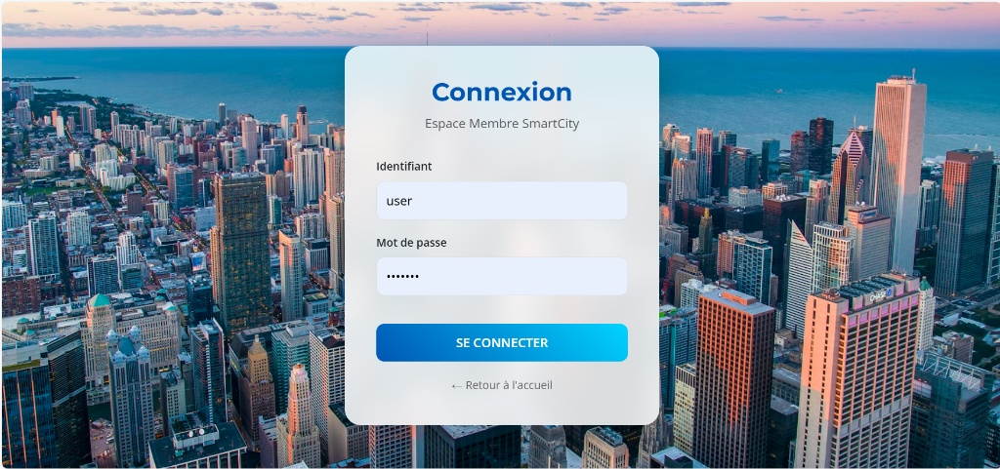 Connexion
Espace Membre SmartCity
Identifiant
user
Mot de passe
•••••••
SE CONNECTER
← Retour à l'accueil